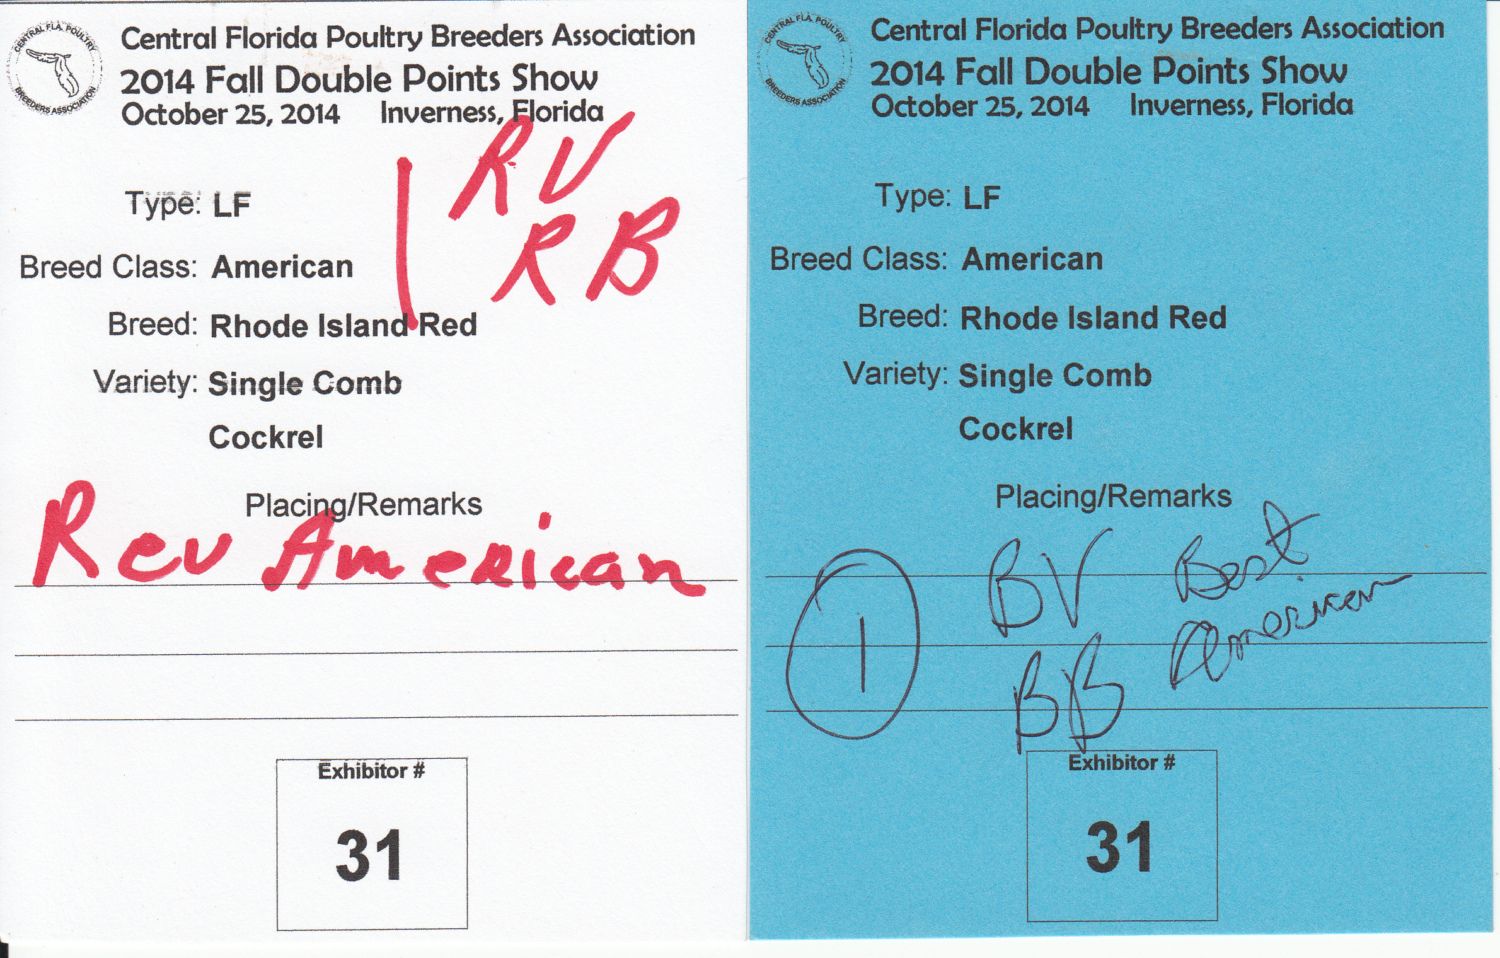 CENTRAL FLA. POULTRY
BREEDERS ASSOCIATION
Central Florida Poultry Breeders Association
2014 Fall Double Points Show
October 25, 2014 Inverness, Florida
1 RV
RB
Type: LF
Breed Class: American
Breed: Rhode Island Red
Variety: Single Comb
Cockrel
Placing/Remarks
Rev American
Exhibitor #
31
CENTRAL FLA. POULTRY
BREEDERS ASSOCIATION
Central Florida Poultry Breeders Association
2014 Fall Double Points Show
October 25, 2014 Inverness, Florida
Type: LF
Breed Class: American
Breed: Rhode Island Red
Variety: Single Comb
Cockrel
Placing/Remarks
1 BV Best
BB American
Exhibitor #
31